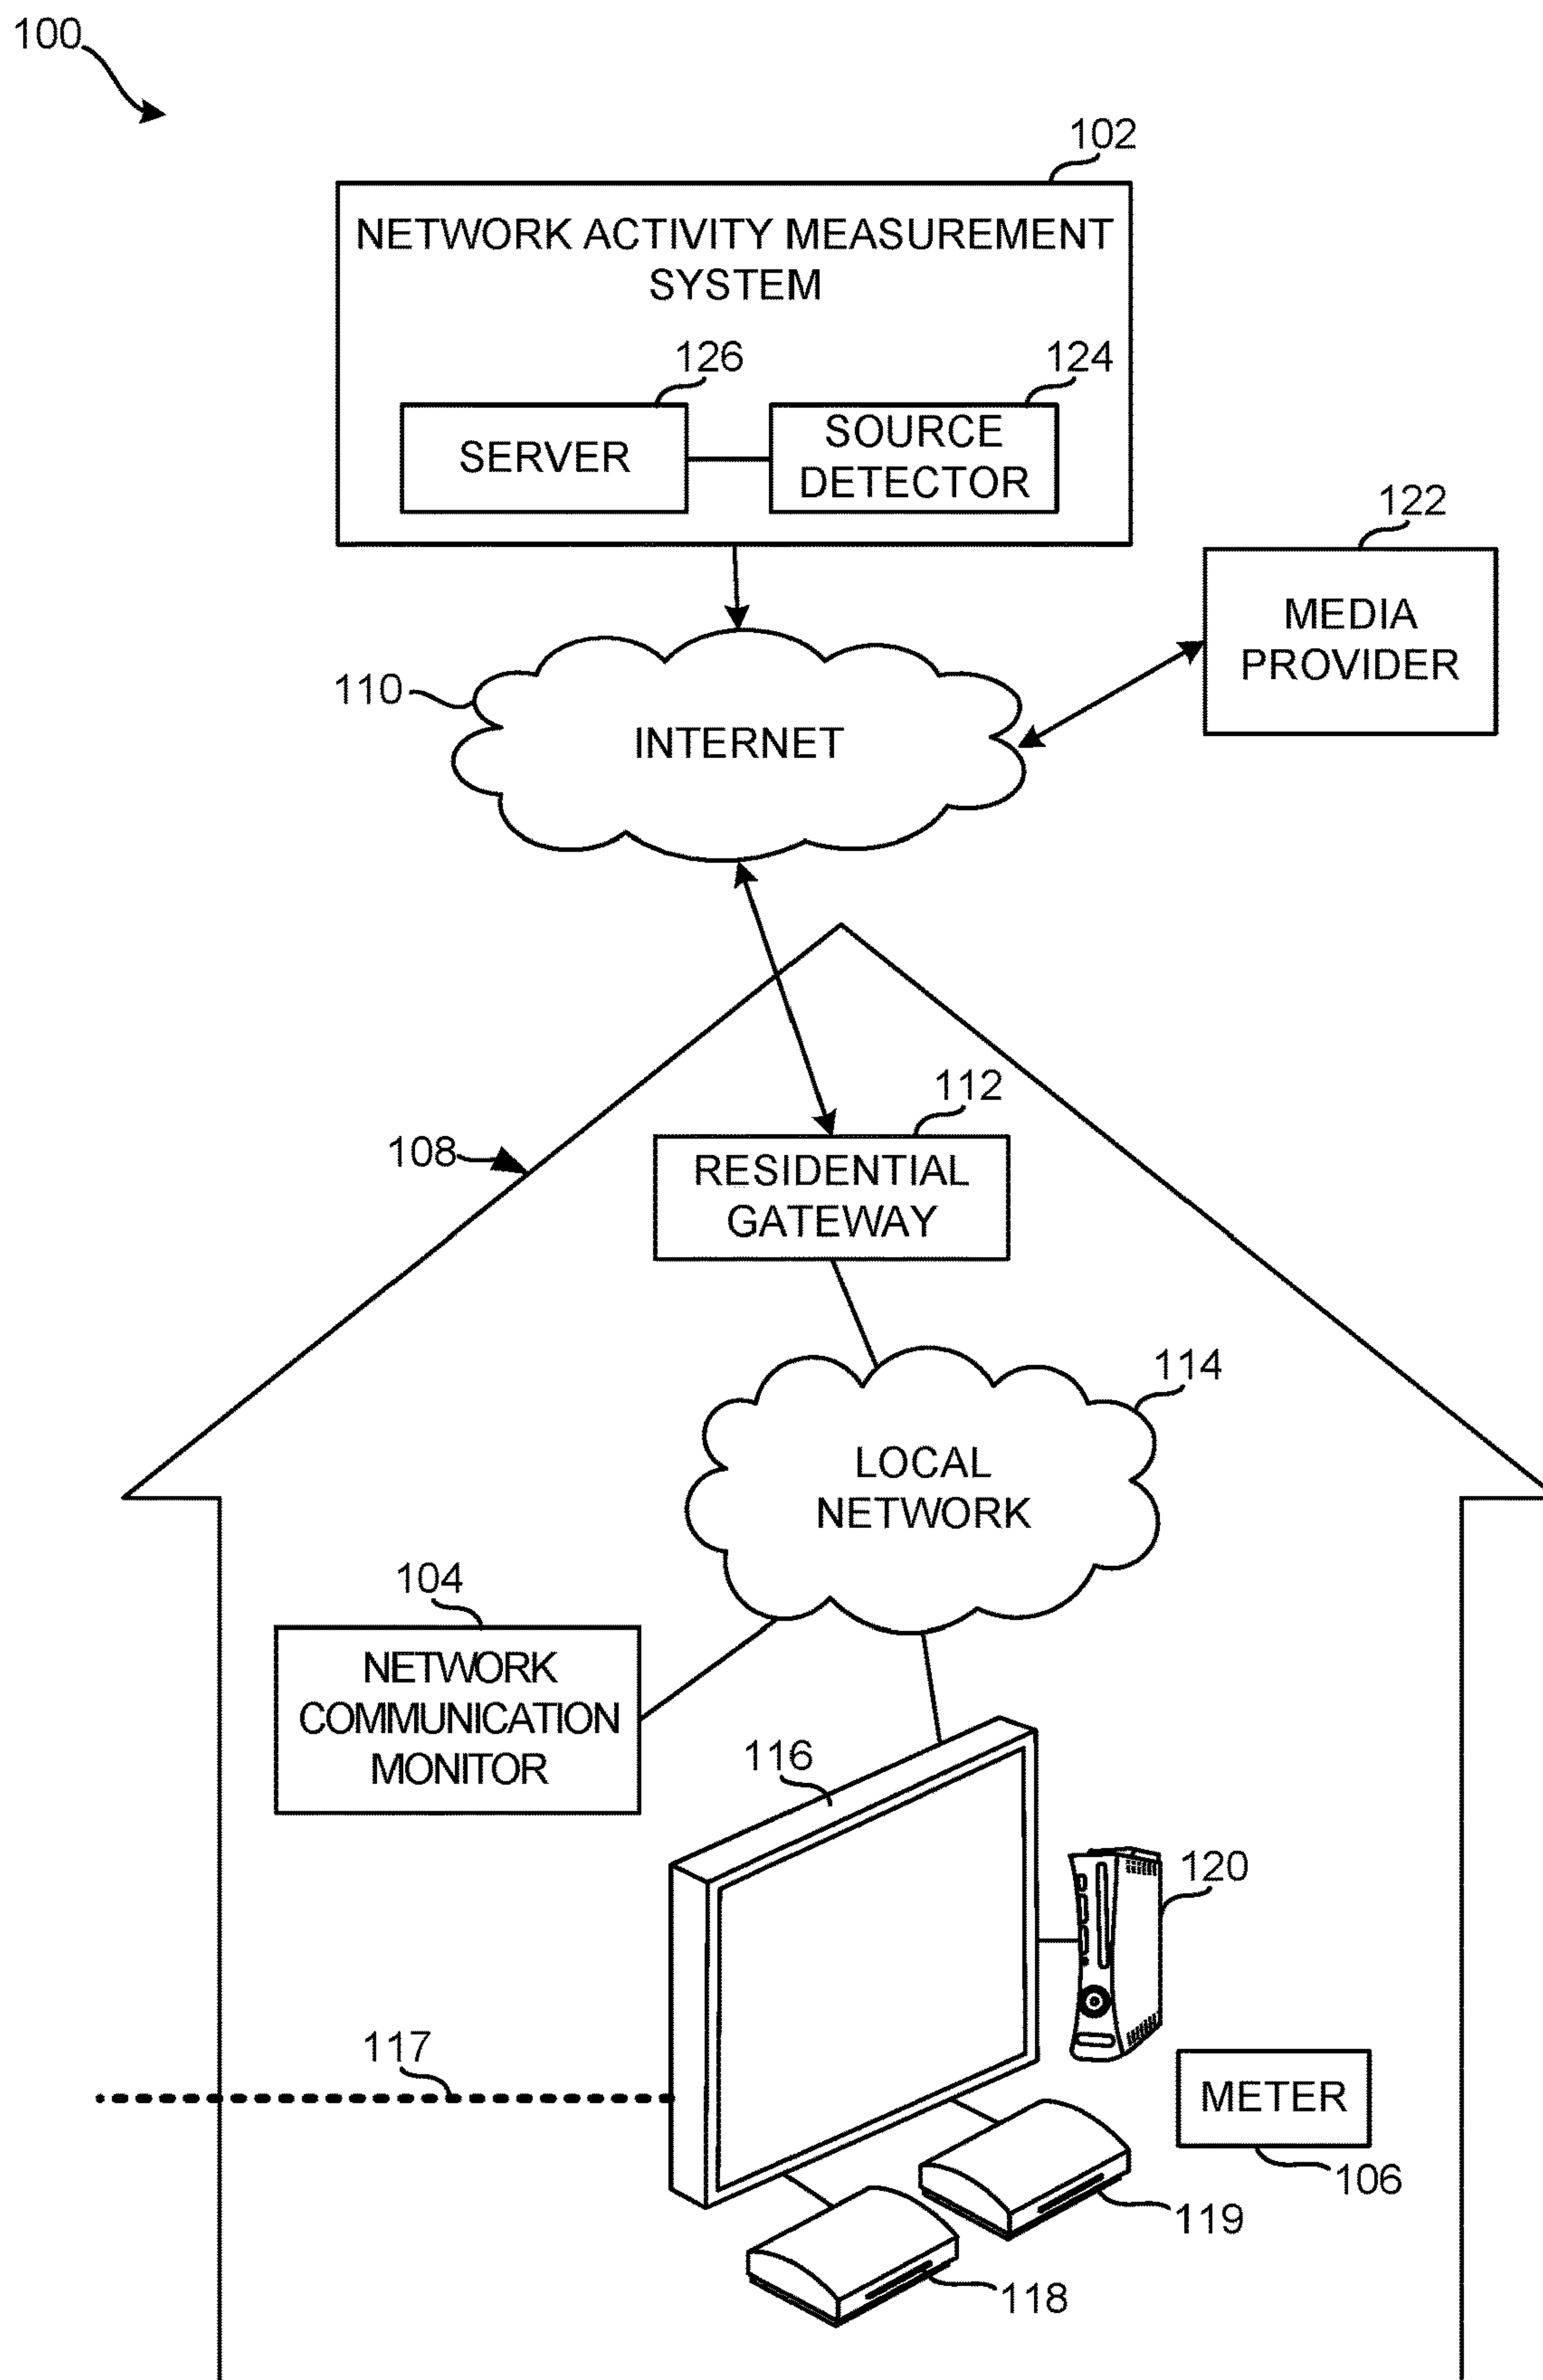 100
102
NETWORK ACTIVITY MEASUREMENT
SYSTEM
126
124
SERVER
SOURCE
DETECTOR
122
MEDIA
PROVIDER
110
INTERNET
112
108
RESIDENTIAL
GATEWAY
114
LOCAL
NETWORK
104
NETWORK
COMMUNICATION
MONITOR
116
120
117
METER
106
119
118